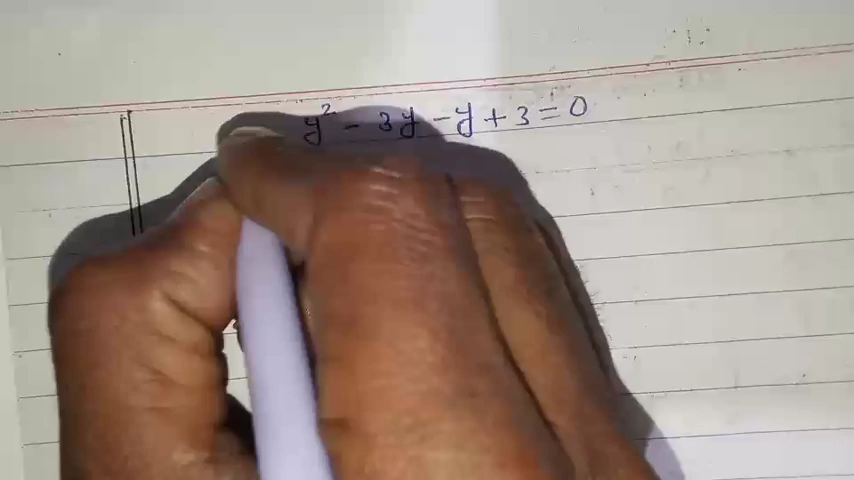 y² - 3y - y + 3 = 0